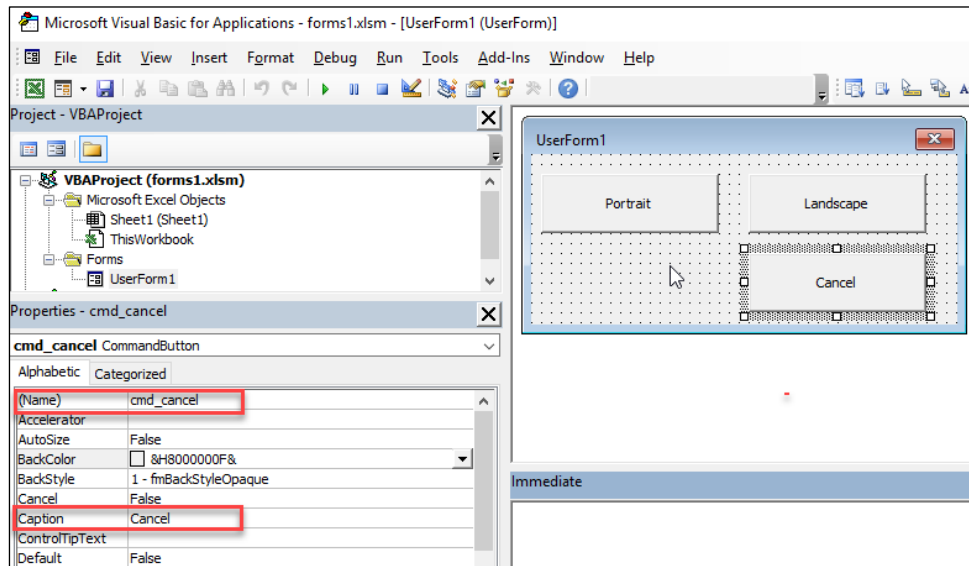 Microsoft Visual Basic for Applications - forms1.xlsm - [UserForm1 (UserForm)]
File Edit View Insert Format Debug Run Tools Add-Ins Window Help
Project - VBAProject
VBAProject (forms1.xlsm)
Microsoft Excel Objects
Sheet1 (Sheet1)
ThisWorkbook
Forms
UserForm1
Properties - cmd_cancel
cmd_cancel CommandButton
Alphabetic Categorized
(Name) cmd_cancel
Accelerator
AutoSize False
BackColor &H8000000F&
BackStyle 1 - fmBackStyleOpaque
Cancel False
Caption Cancel
ControlTipText
Default False
UserForm1
Portrait Landscape
Cancel
Immediate